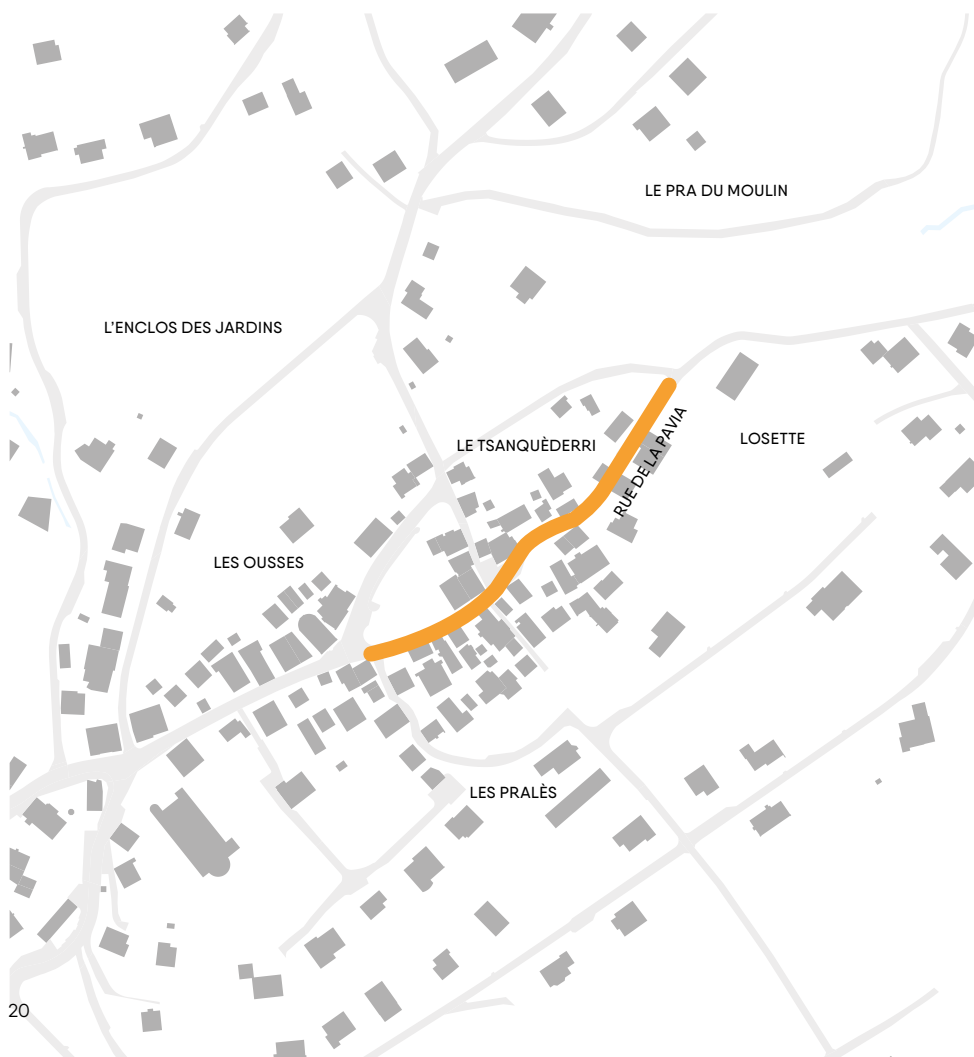 LE PRA DU MOULIN
L'ENCLOS DES JARDINS
LE TSANQUÈDERRI
RUE DE LA PAVIA
LOSETTE
LES OUSSES
LES PRALÈS
20